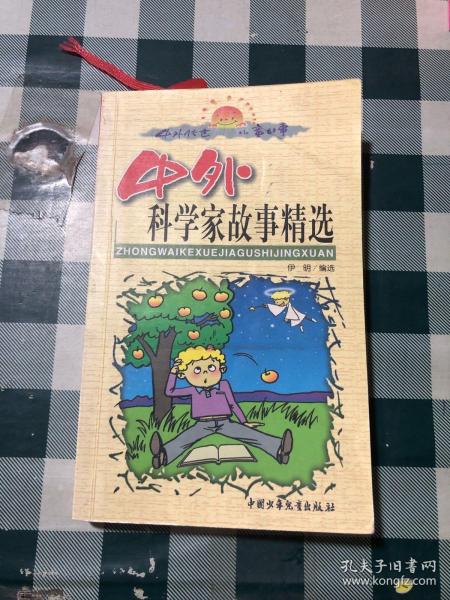 中外
科学家故事精选
ZHONGWAIKEXUEJIAGUSHIJINGXUAN
伊 明/编选
中国少年儿童出版社
孔夫子旧书网
www.kongfz.com